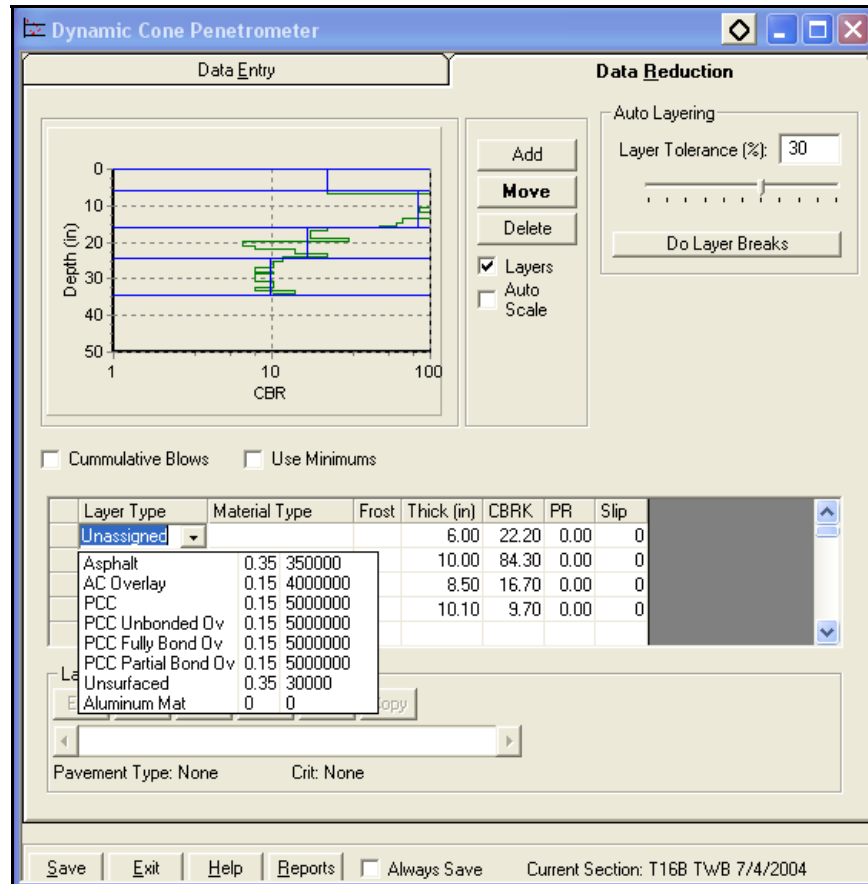 Dynamic Cone Penetrometer
Data Entry
Data Reduction
0
10
20
30
40
50
Depth (in)
1
10
100
CBR
Add
Move
Delete
Layers
Auto
Scale
Auto Layering
Layer Tolerance (%): 30
Do Layer Breaks
Cummulative Blows
Use Minimums
Layer Type Material Type Frost Thick (in) CBRK PR Slip
Unassigned 6.00 22.20 0.00 0
10.00 84.30 0.00 0
8.50 16.70 0.00 0
10.10 9.70 0.00 0
Asphalt 0.35 350000
AC Overlay 0.15 4000000
PCC 0.15 5000000
PCC Unbonded Ov 0.15 5000000
PCC Fully Bond Ov 0.15 5000000
PCC Partial Bond Ov 0.15 5000000
Unsurfaced 0.35 30000
Aluminum Mat 0 0
Pavement Type: None Crit: None
Save Exit Help Reports Always Save Current Section: T16B TWB 7/4/2004